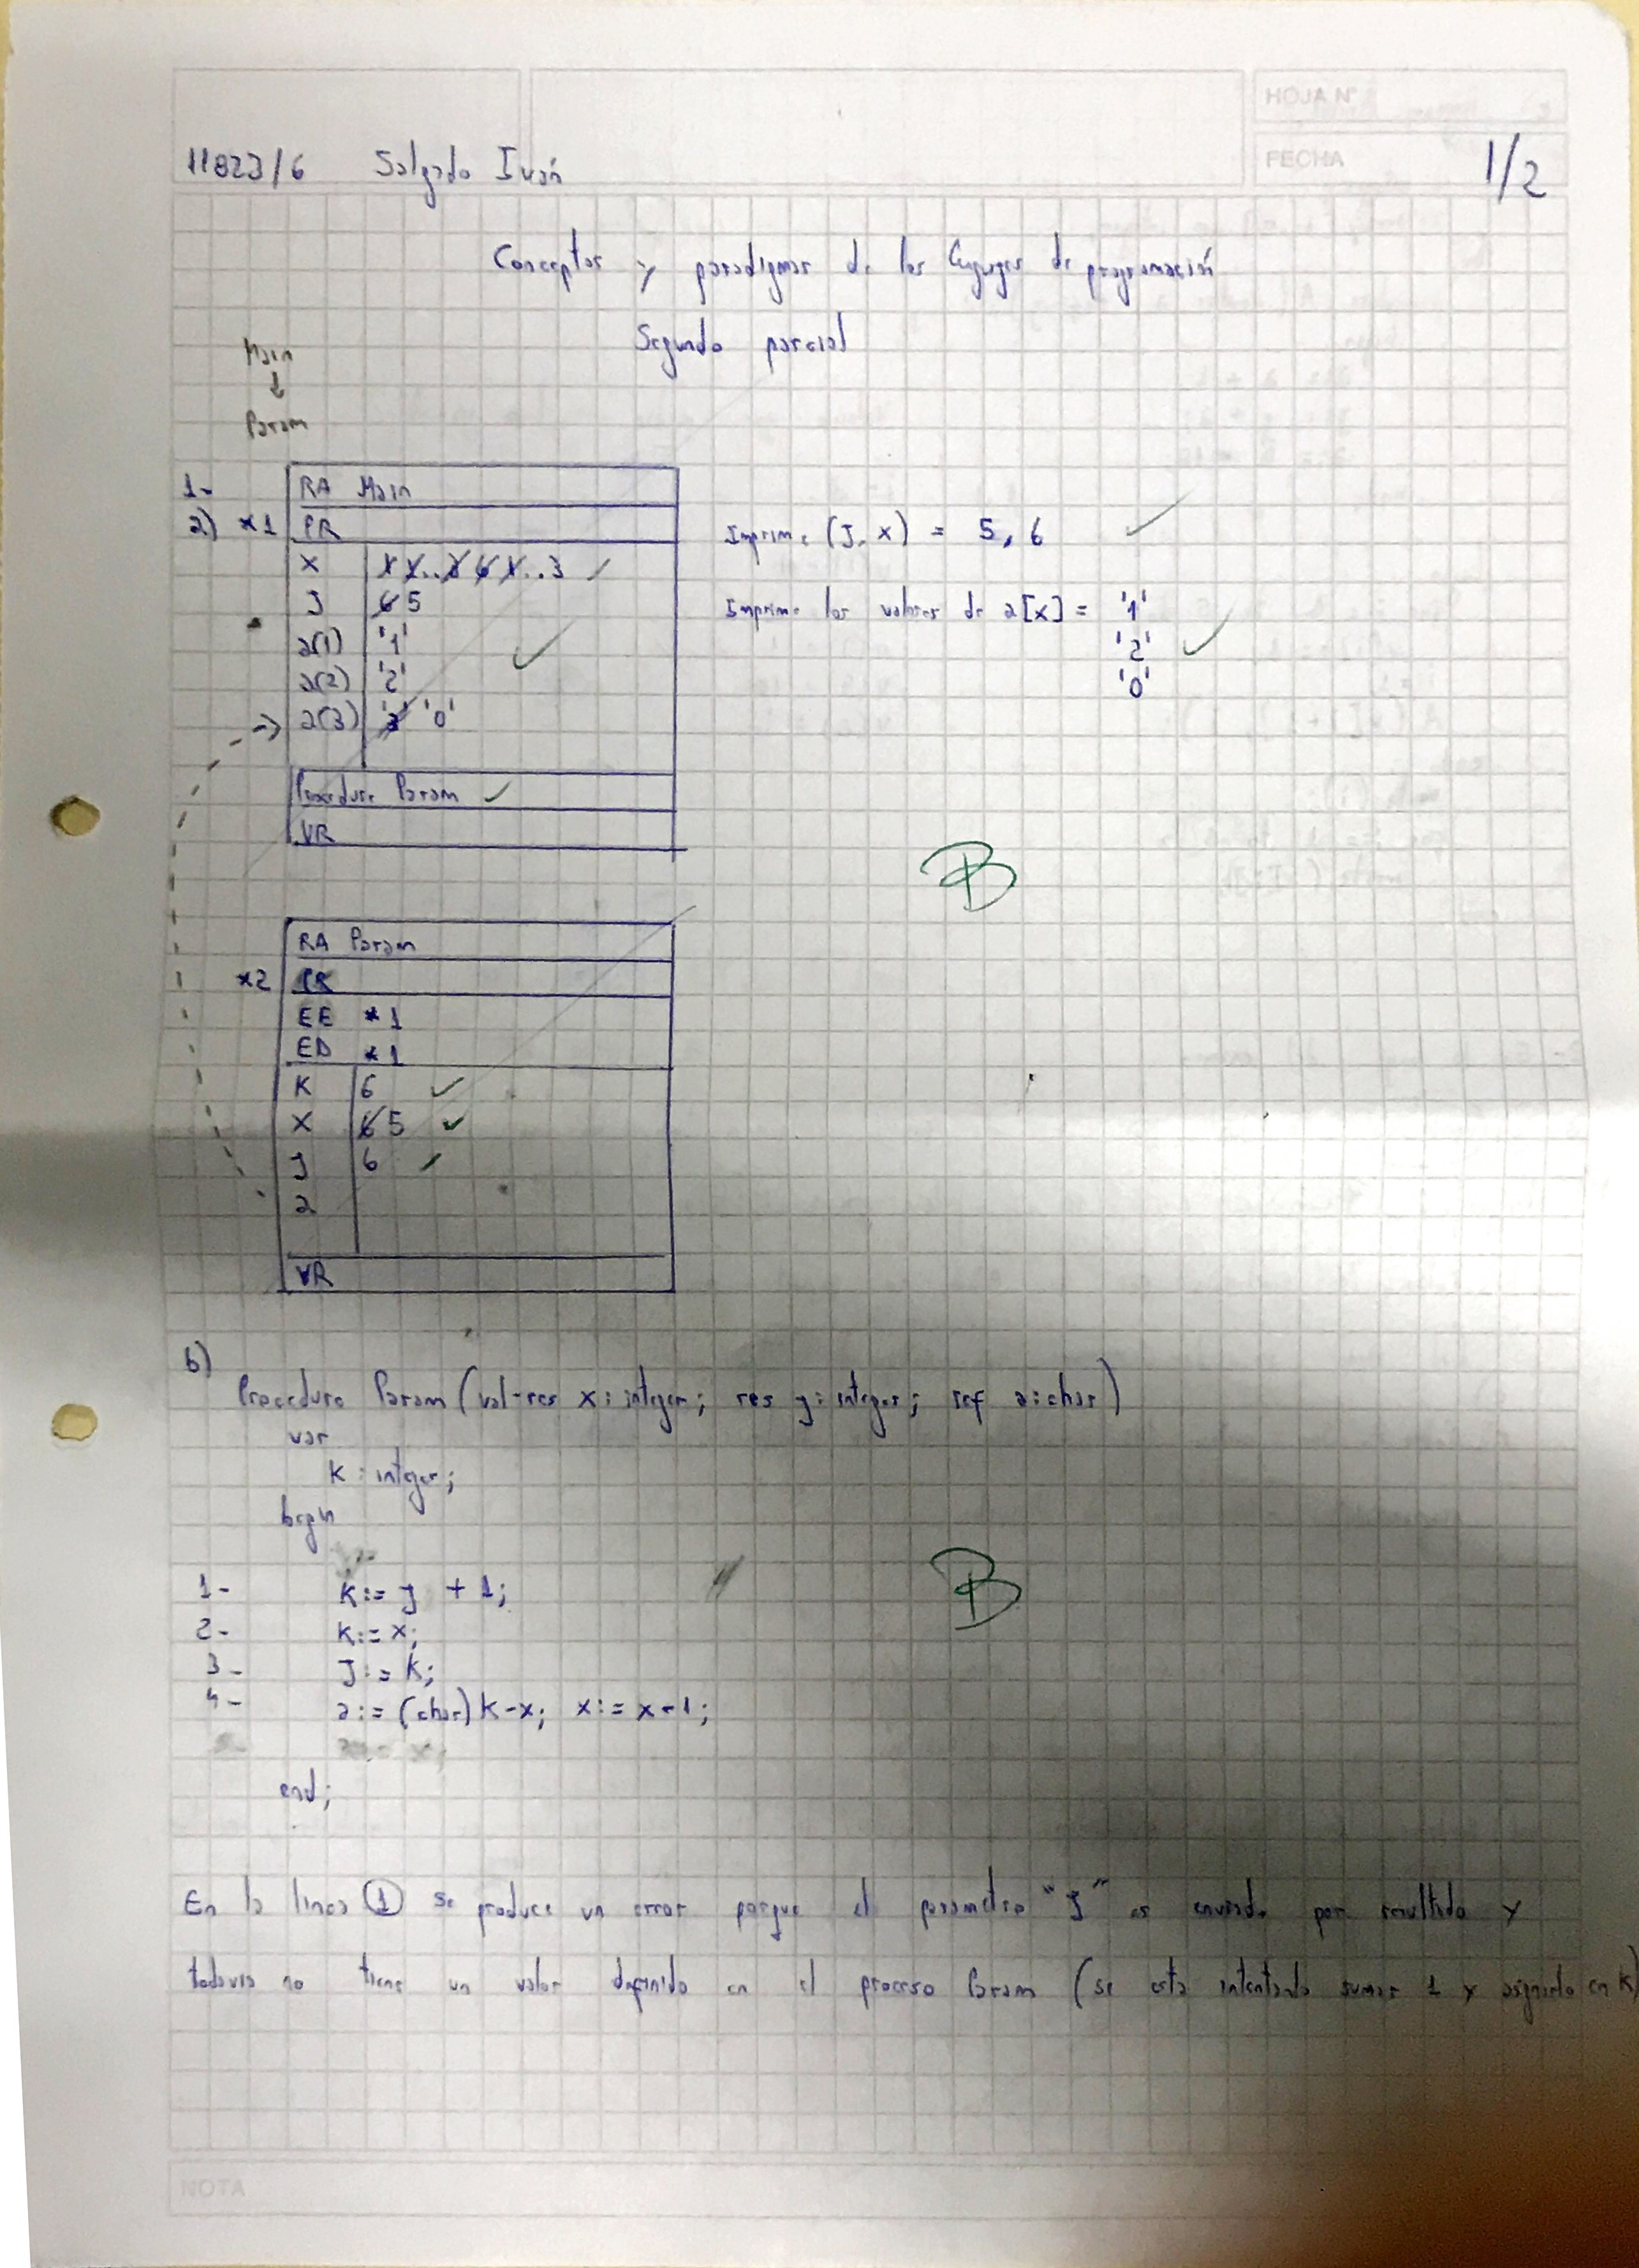 HOJA N°
FECHA
1/2
11823/6 Salgado Iván
Conceptos y paradigmas de los lenguajes de programación
Segundo parcial
Main
↓
Param
1-
a) *1
RA Main
PR
X 1 1..3 6 1..3
J 6 5
a(1) '1'
a(2) '2'
a(3) '3' '0'
Procedure Param
VR
Imprime (J, x) = 5, 6
Imprime los valores de a[x] = '1'
'2'
'0'
B
RA Param
*2 PR
EE *1
ED *1
K 6
X 6 5
J 6
a
VR
b)
Procedure Param (val-res x: integer; res y: integer; ref a: char)
var
K: integer;
begin
1- K:= y + 1;
2- K:= x;
3- J:= K;
4- a:= (char) K-x; x:= x-1;
end;
B
En la linea ① se produce un error porque el parametro "J" es enviado por resultado y
todavia no tiene un valor definido en el proceso Param (se esta intentando sumar 1 y asignarlo en K)
NOTA